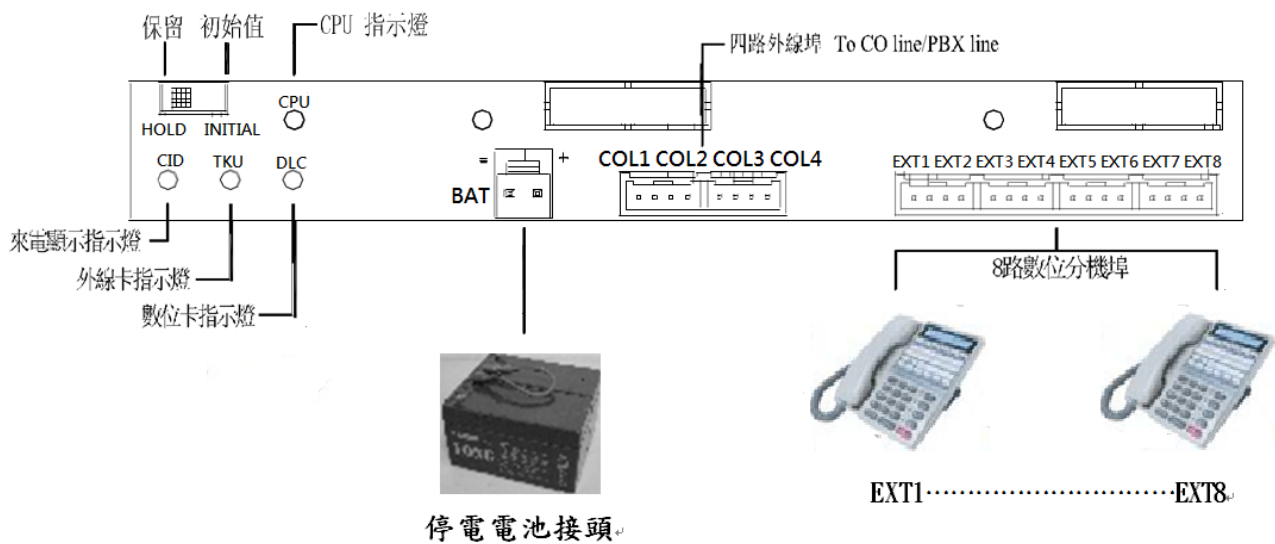 保留 初始值 CPU 指示燈
四路外線埠 To CO line/PBX line
CPU
HOLD INITIAL
CID TKU DLC
= +
BAT
COL1 COL2 COL3 COL4
EXT1 EXT2 EXT3 EXT4 EXT5 EXT6 EXT7 EXT8
來電顯示指示燈
外線卡指示燈
數位卡指示燈
8路數位分機埠
停電電池接頭
EXT1································EXT8